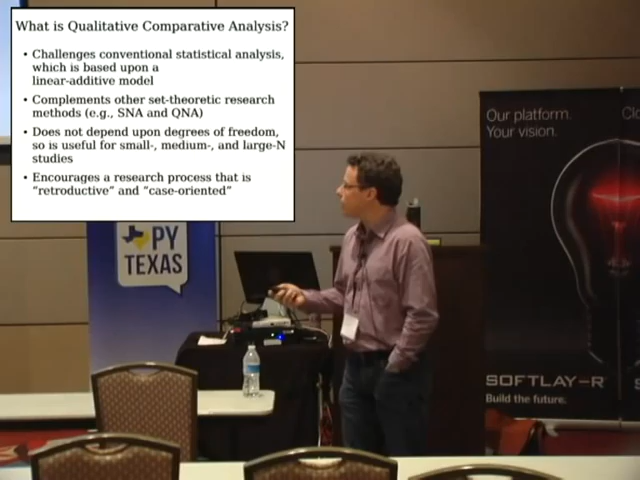 What is Qualitative Comparative Analysis?
• Challenges conventional statistical analysis,
which is based upon a
linear-additive model
• Complements other set-theoretic research
methods (e.g., SNA and QNA)
• Does not depend upon degrees of freedom,
so is useful for small-, medium-, and large-N
studies
• Encourages a research process that is
“retroductive” and “case-oriented”
PY
TEXAS
Our platform.
Your vision.
SOFTLAY-R
Build the future.